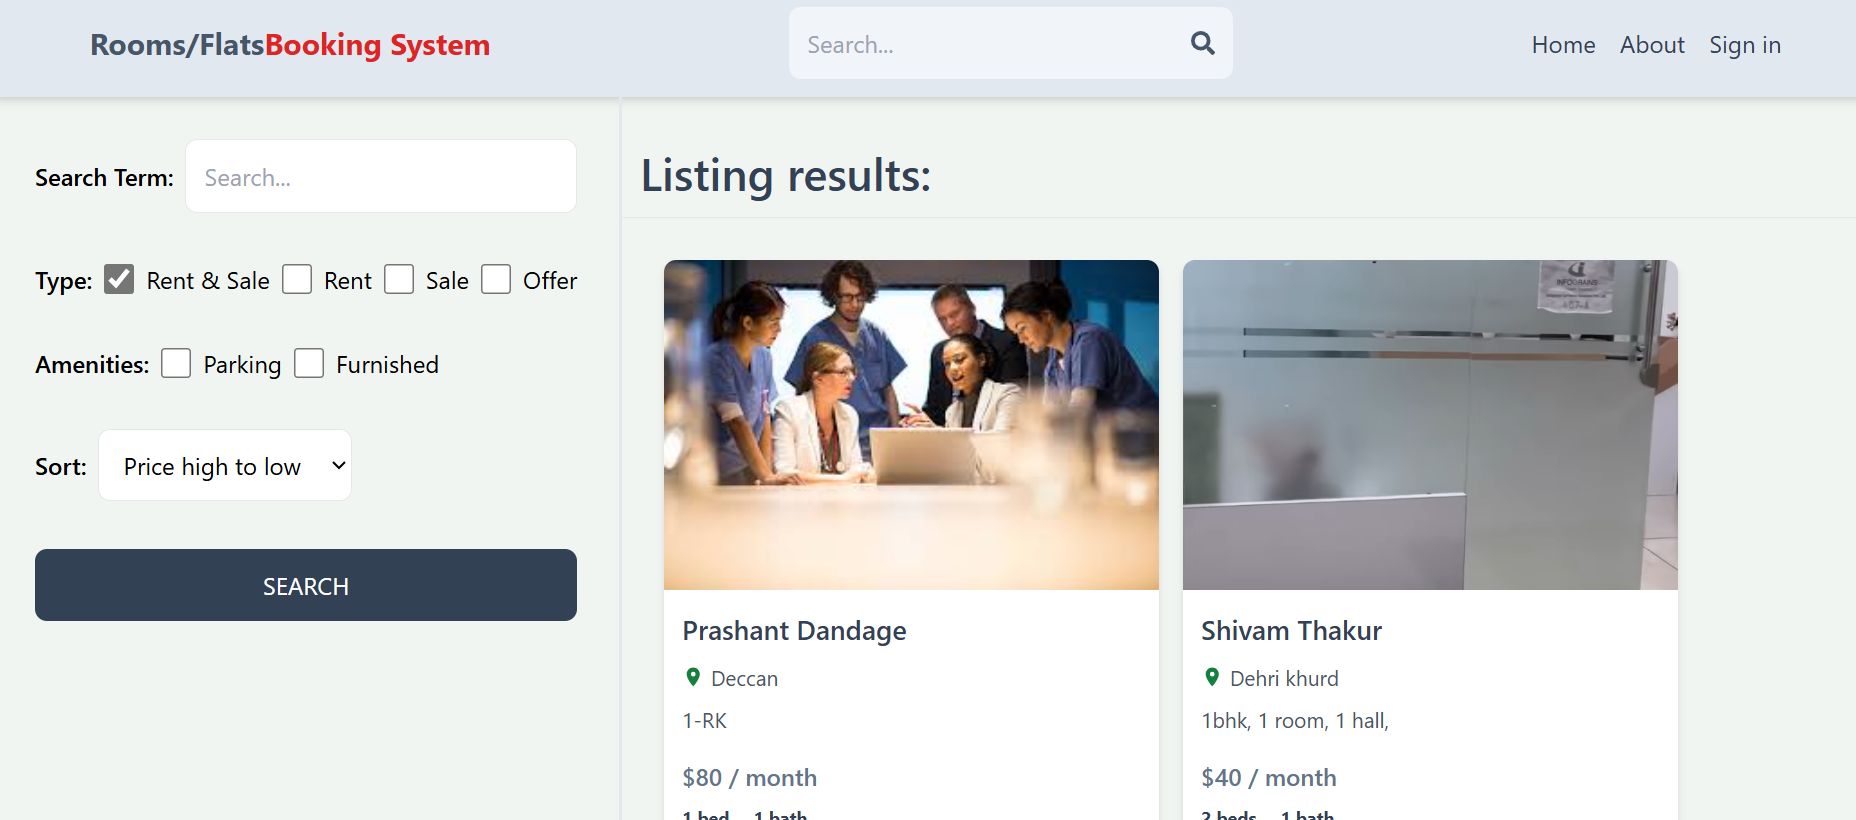 Rooms/FlatsBooking System
Search...
Home About Sign in
Search Term: Search...
Type: Rent & Sale Rent Sale Offer
Amenities: Parking Furnished
Sort: Price high to low
SEARCH
Listing results:
INFOGRAINS
Prashant Dandage
Deccan
1-RK
$80 / month
1 bed 1 bath
Shivam Thakur
Dehri khurd
1bhk, 1 room, 1 hall,
$40 / month
2 beds 1 bath